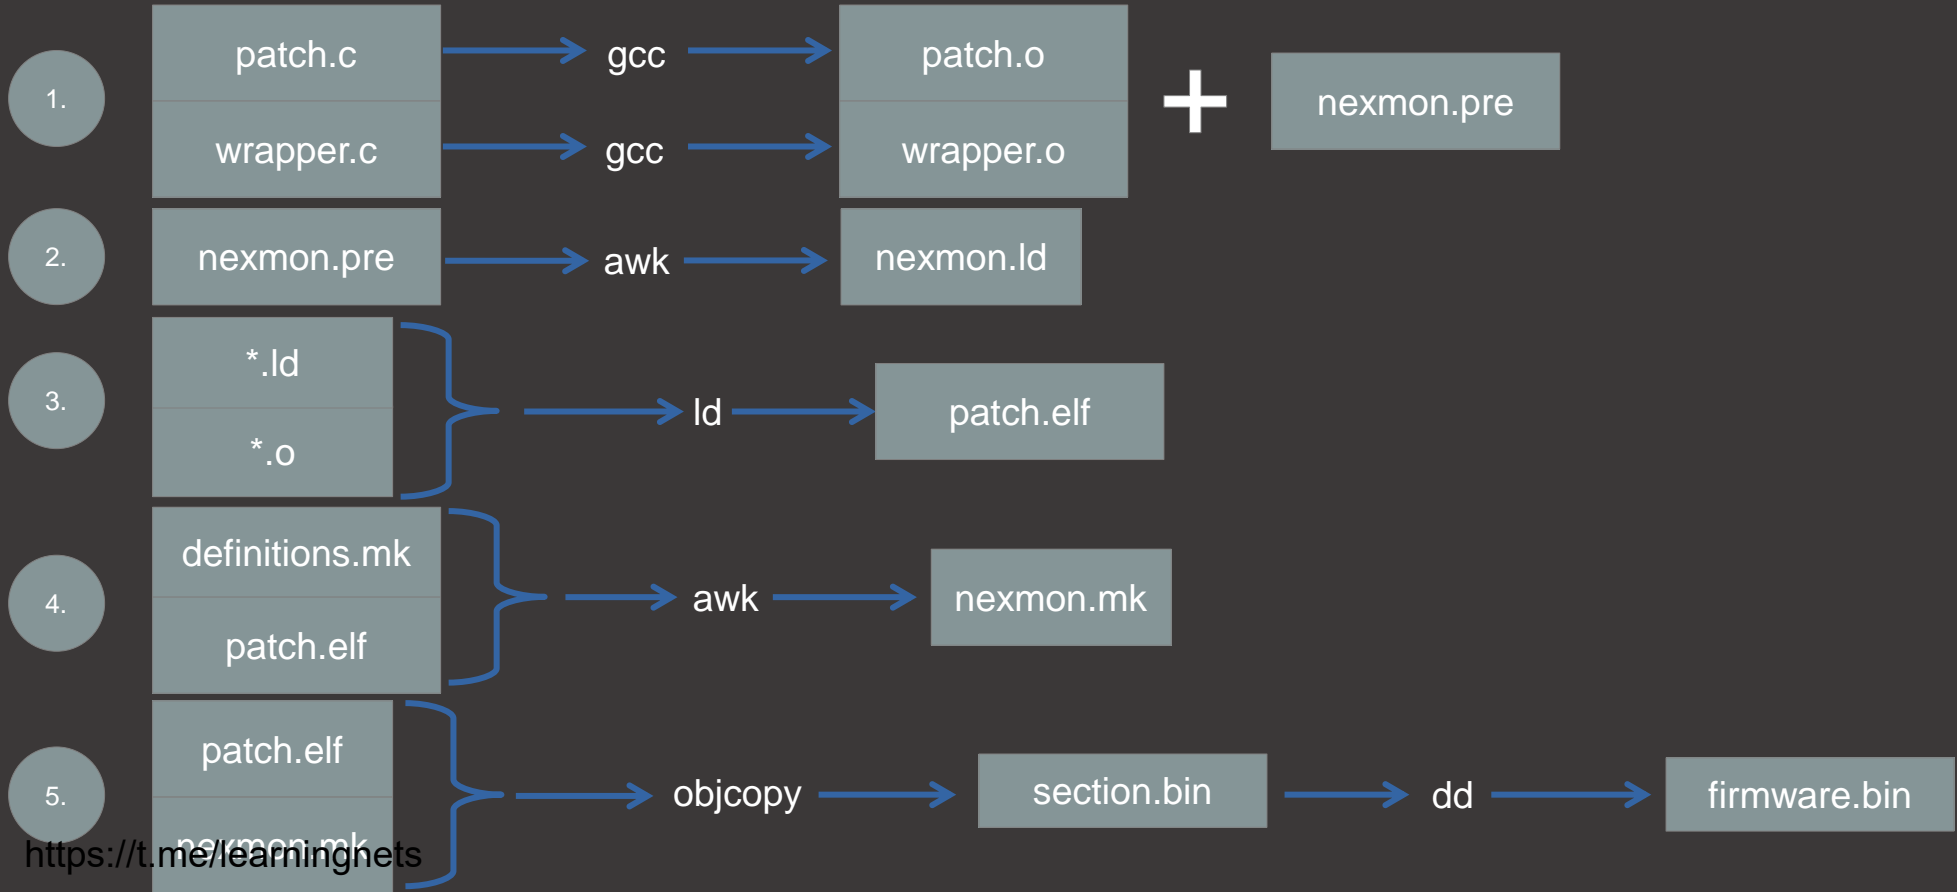 1.
patch.c
gcc
patch.o
wrapper.c
gcc
wrapper.o
+
nexmon.pre
2.
nexmon.pre
awk
nexmon.ld
3.
*.ld
*.o
ld
patch.elf
4.
definitions.mk
patch.elf
awk
nexmon.mk
5.
patch.elf
nexmon.mk
objcopy
section.bin
dd
firmware.bin
https://t.me/learningnets